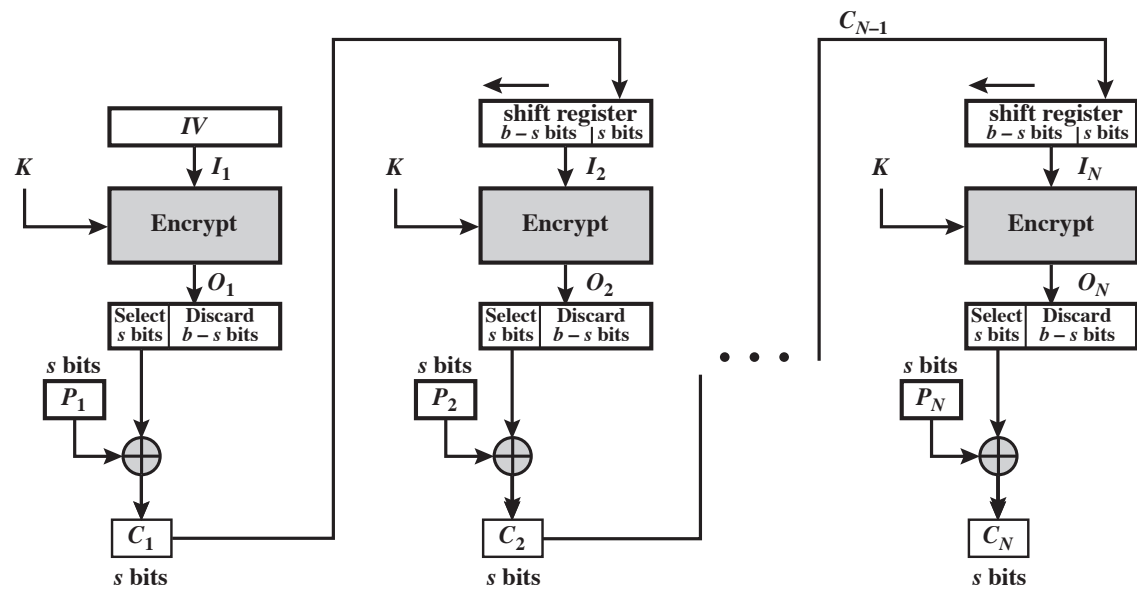 C_{N–1}
IV
shift register
b – s bits | s bits
shift register
b – s bits | s bits
K
I_1
K
I_2
K
I_N
Encrypt
Encrypt
Encrypt
O_1
O_2
O_N
Select
s bits
Discard
b – s bits
Select
s bits
Discard
b – s bits
Select
s bits
Discard
b – s bits
s bits
P_1
s bits
P_2
s bits
P_N
• • •
C_1
C_2
C_N
s bits
s bits
s bits